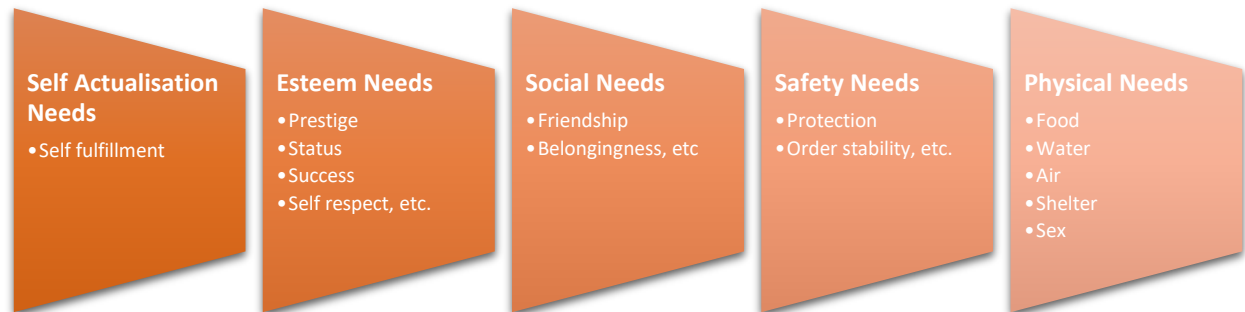 Self Actualisation
Needs
•Self fulfillment
Esteem Needs
•Prestige
•Status
•Success
•Self respect, etc.
Social Needs
•Friendship
•Belongingness, etc
Safety Needs
•Protection
•Order stability, etc.
Physical Needs
•Food
•Water
•Air
•Shelter
•Sex